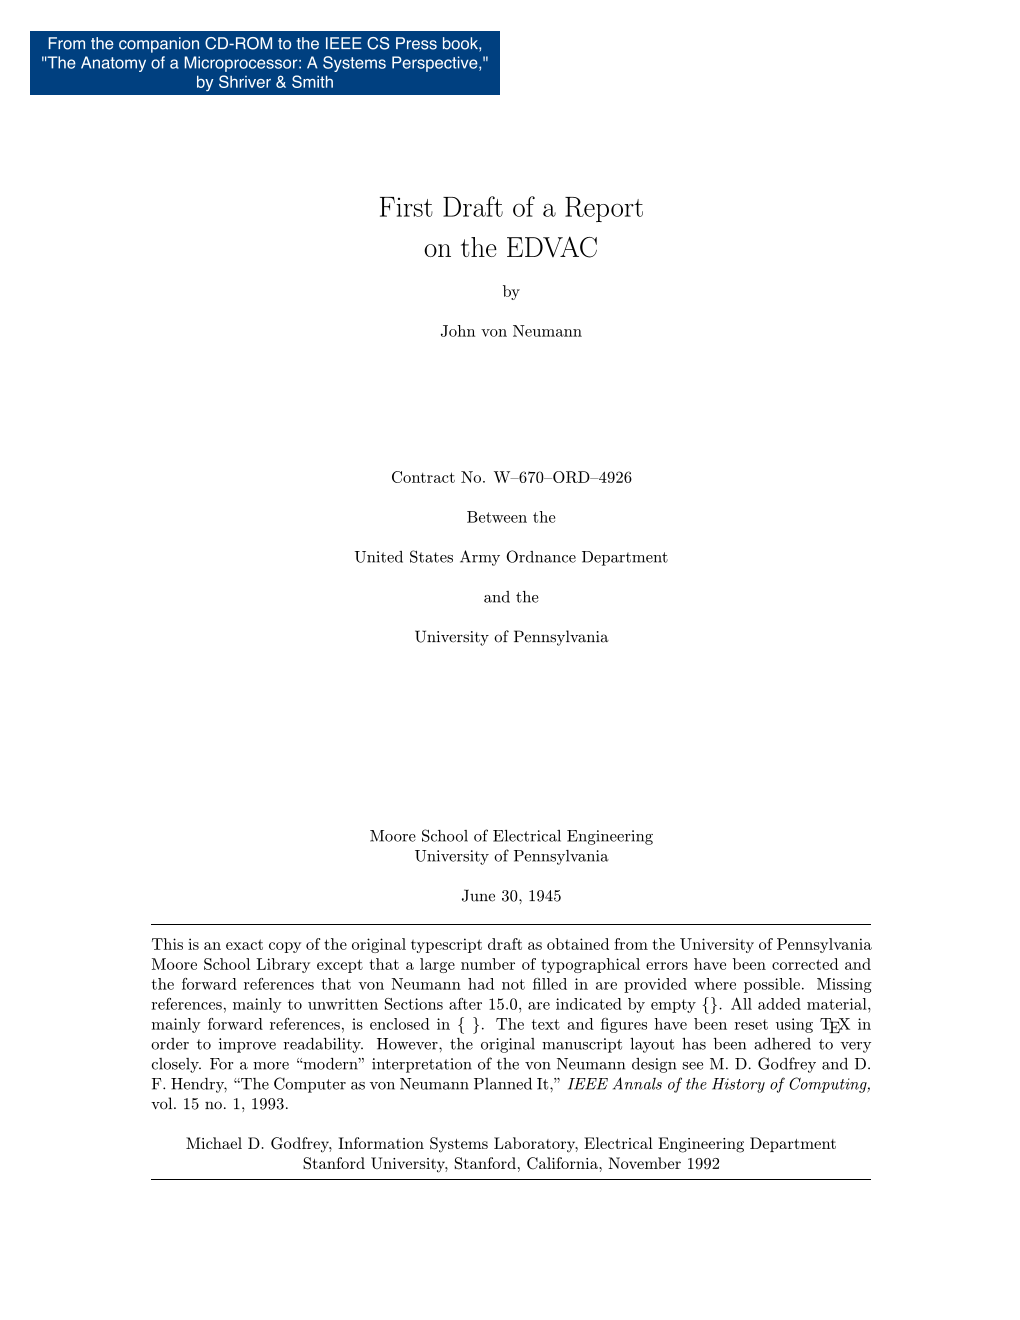 From the companion CD-ROM to the IEEE CS Press book,
"The Anatomy of a Microprocessor: A Systems Perspective,"
by Shriver & Smith
First Draft of a Report
on the EDVAC
by
John von Neumann
Contract No. W–670–ORD–4926
Between the
United States Army Ordnance Department
and the
University of Pennsylvania
Moore School of Electrical Engineering
University of Pennsylvania
June 30, 1945
This is an exact copy of the original typescript draft as obtained from the University of Pennsylvania
Moore School Library except that a large number of typographical errors have been corrected and
the forward references that von Neumann had not filled in are provided where possible. Missing
references, mainly to unwritten Sections after 15.0, are indicated by empty {}. All added material,
mainly forward references, is enclosed in { }. The text and figures have been reset using TEX in
order to improve readability. However, the original manuscript layout has been adhered to very
closely. For a more “modern” interpretation of the von Neumann design see M. D. Godfrey and D.
F. Hendry, “The Computer as von Neumann Planned It,” IEEE Annals of the History of Computing,
vol. 15 no. 1, 1993.
Michael D. Godfrey, Information Systems Laboratory, Electrical Engineering Department
Stanford University, Stanford, California, November 1992